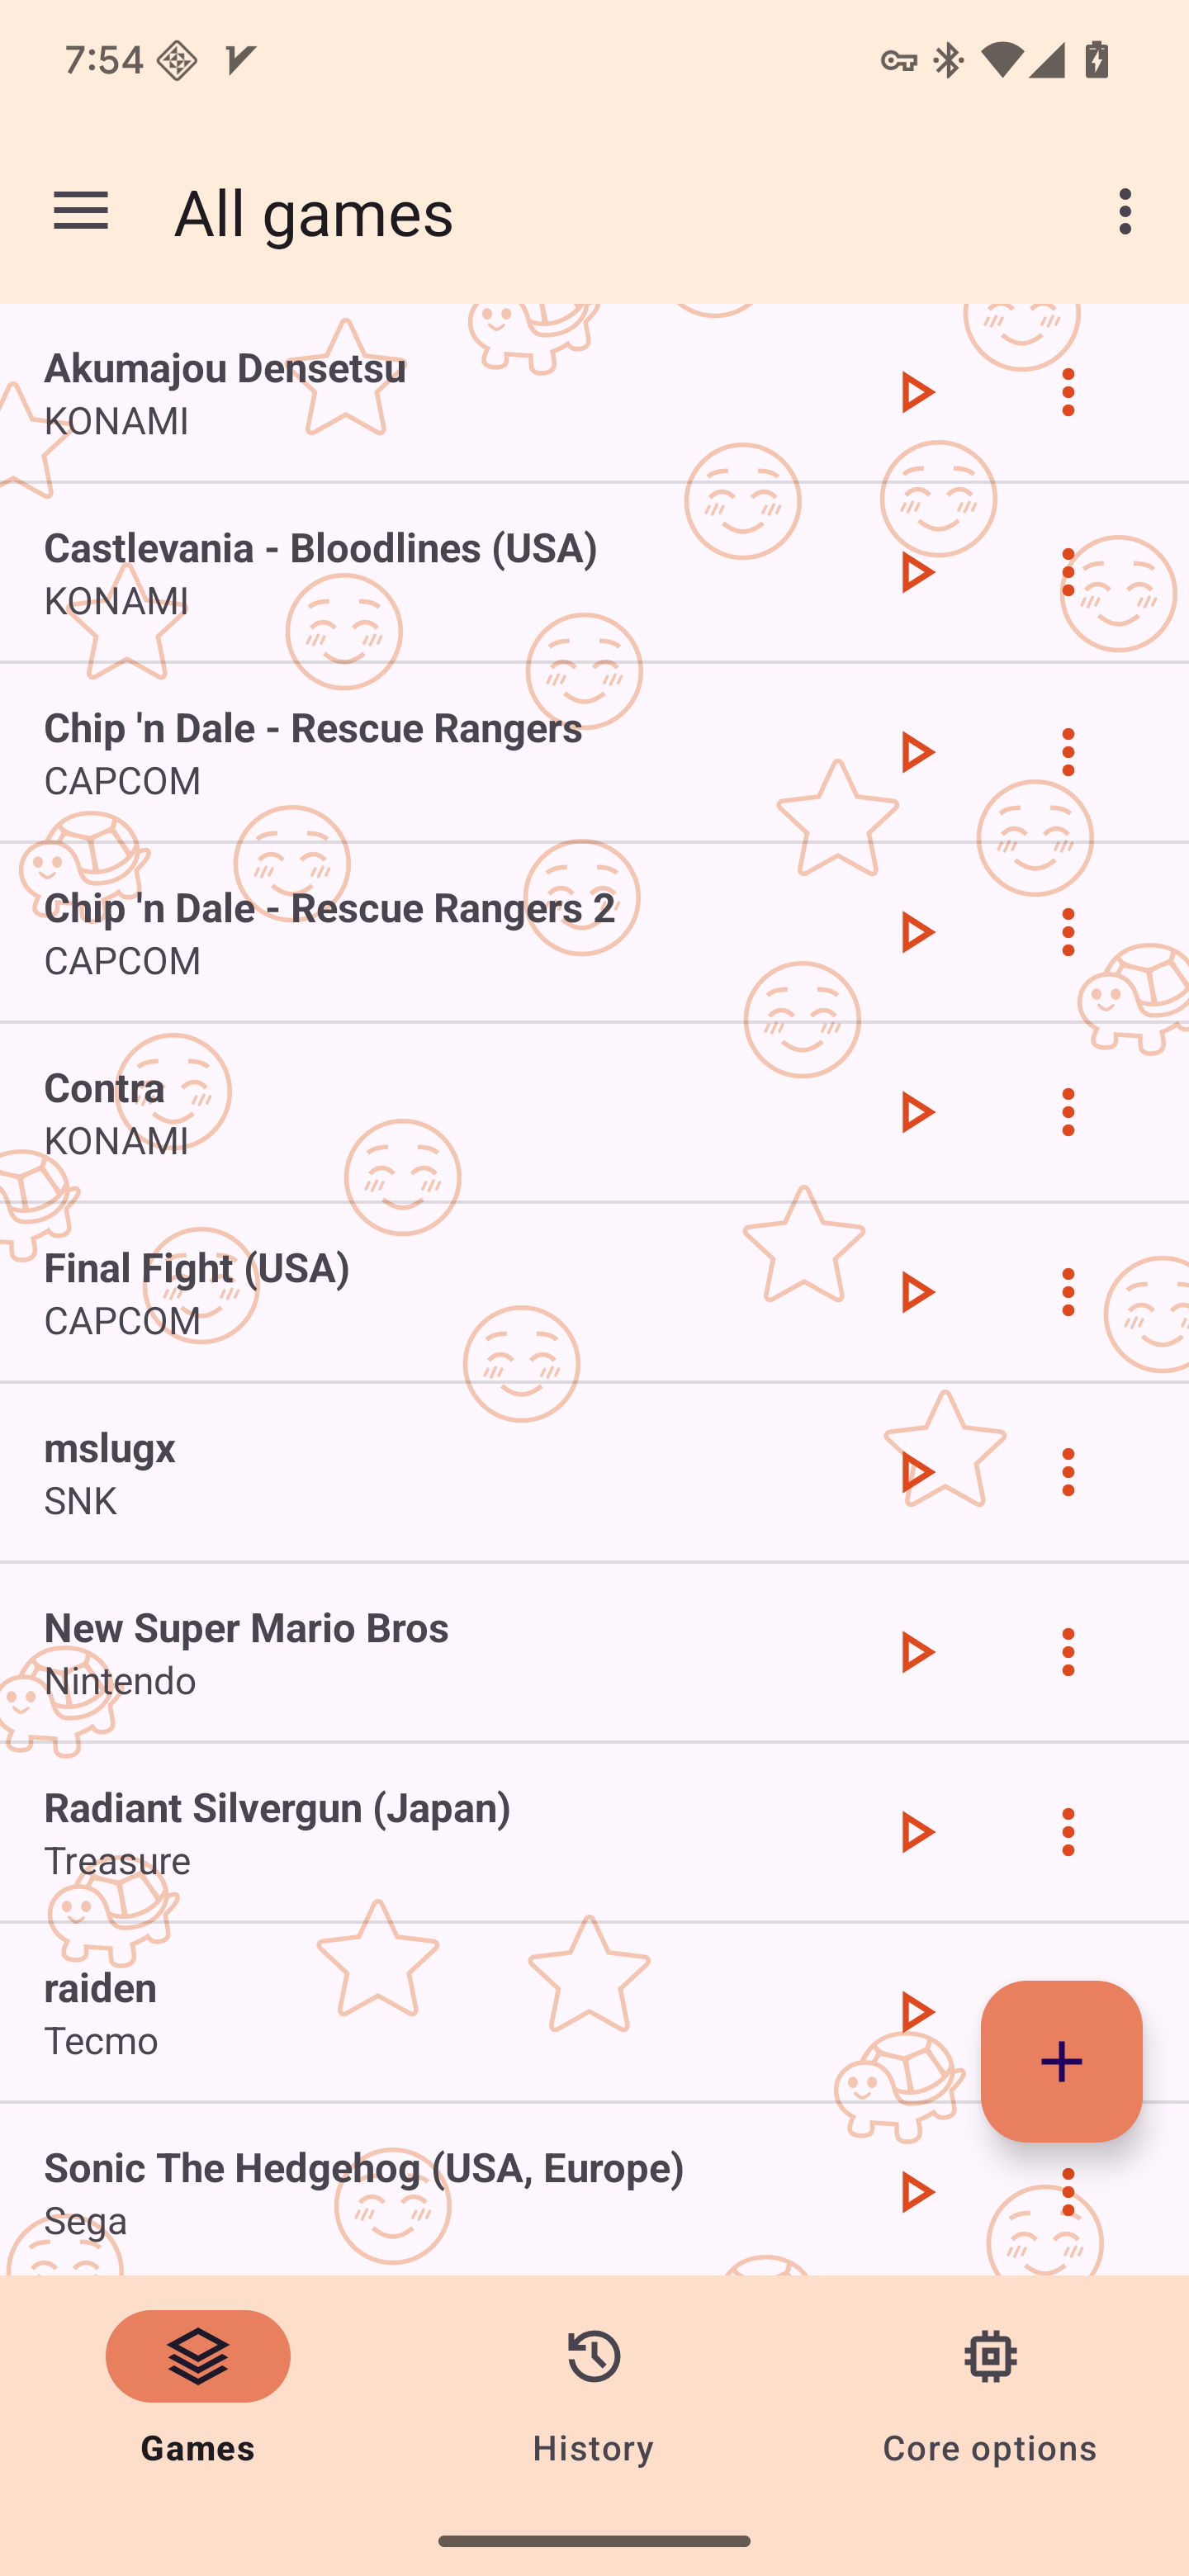 7:54
All games
Akumajou Densetsu
KONAMI
Castlevania - Bloodlines (USA)
KONAMI
Chip 'n Dale - Rescue Rangers
CAPCOM
Chip 'n Dale - Rescue Rangers 2
CAPCOM
Contra
KONAMI
Final Fight (USA)
CAPCOM
mslugx
SNK
New Super Mario Bros
Nintendo
Radiant Silvergun (Japan)
Treasure
raiden
Tecmo
Sonic The Hedgehog (USA, Europe)
Sega
Games
History
Core options